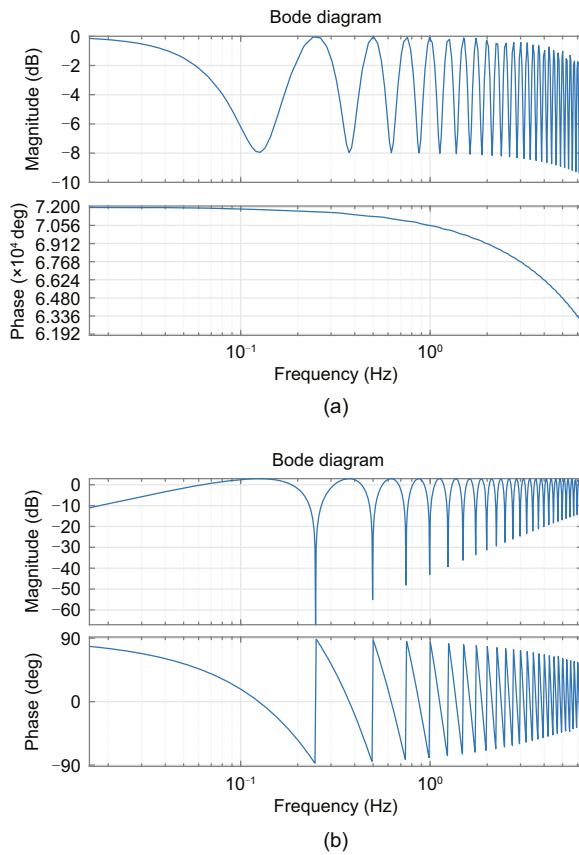 Bode diagram
Magnitude (dB)
0
−2
−4
−6
−8
−10
Phase (×10⁴ deg)
7.200
7.056
6.912
6.768
6.624
6.480
6.336
6.192
10⁻¹
10⁰
Frequency (Hz)
(a)
Bode diagram
Magnitude (dB)
0
−10
−20
−30
−40
−50
−60
Phase (deg)
90
0
−90
10⁻¹
10⁰
Frequency (Hz)
(b)